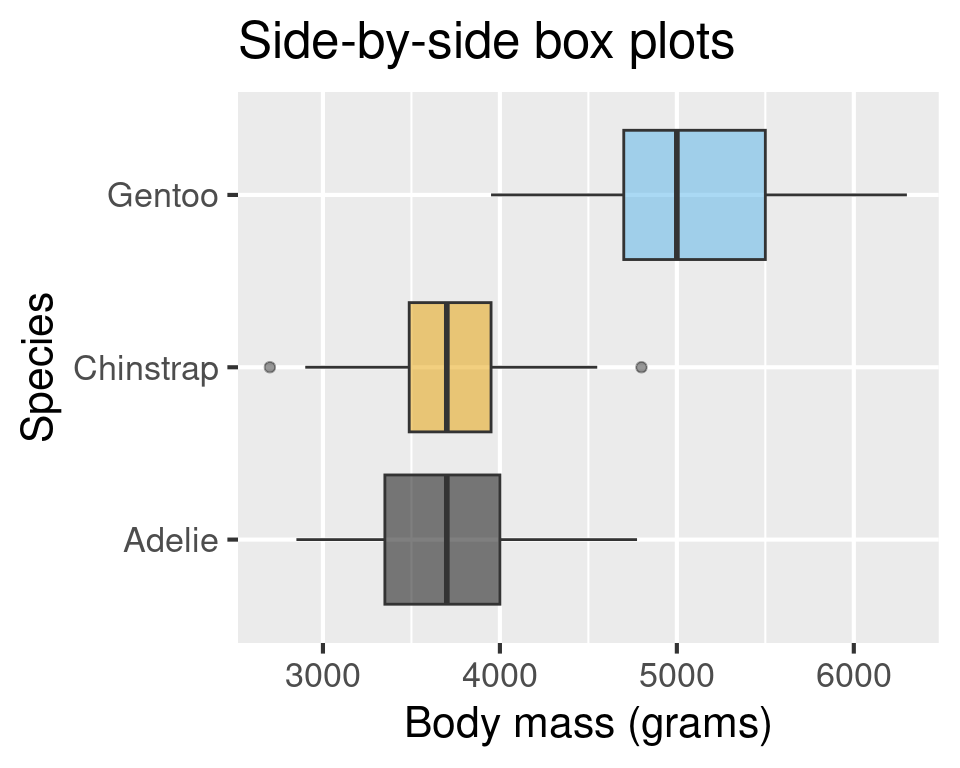 Side-by-side box plots
Species
Gentoo
Chinstrap
Adelie
3000 4000 5000 6000
Body mass (grams)